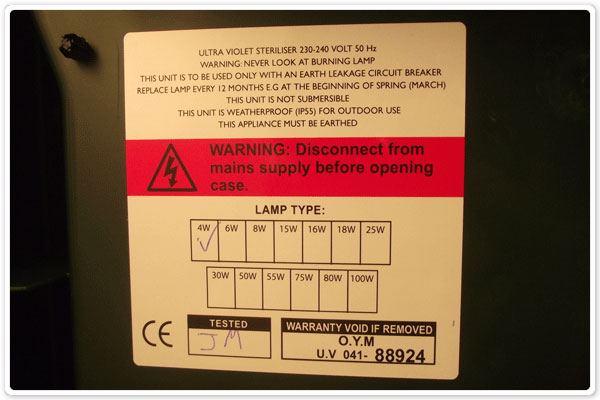 ULTRA VIOLET STERILISER 230-240 VOLT 50 Hz
WARNING: NEVER LOOK AT BURNING LAMP
THIS UNIT IS TO BE USED ONLY WITH AN EARTH LEAKAGE CIRCUIT BREAKER
REPLACE LAMP EVERY 12 MONTHS E.G AT THE BEGINNING OF SPRING (MARCH)
THIS UNIT IS NOT SUBMERSIBLE
THIS UNIT IS WEATHERPROOF (IP55) FOR OUTDOOR USE
THIS APPLIANCE MUST BE EARTHED
WARNING: Disconnect from
mains supply before opening
case.
LAMP TYPE:
4W 6W 8W 15W 16W 18W 25W
30W 50W 55W 75W 80W 100W
CE
TESTED
JM
WARRANTY VOID IF REMOVED
O.Y.M
U.V 041- 88924